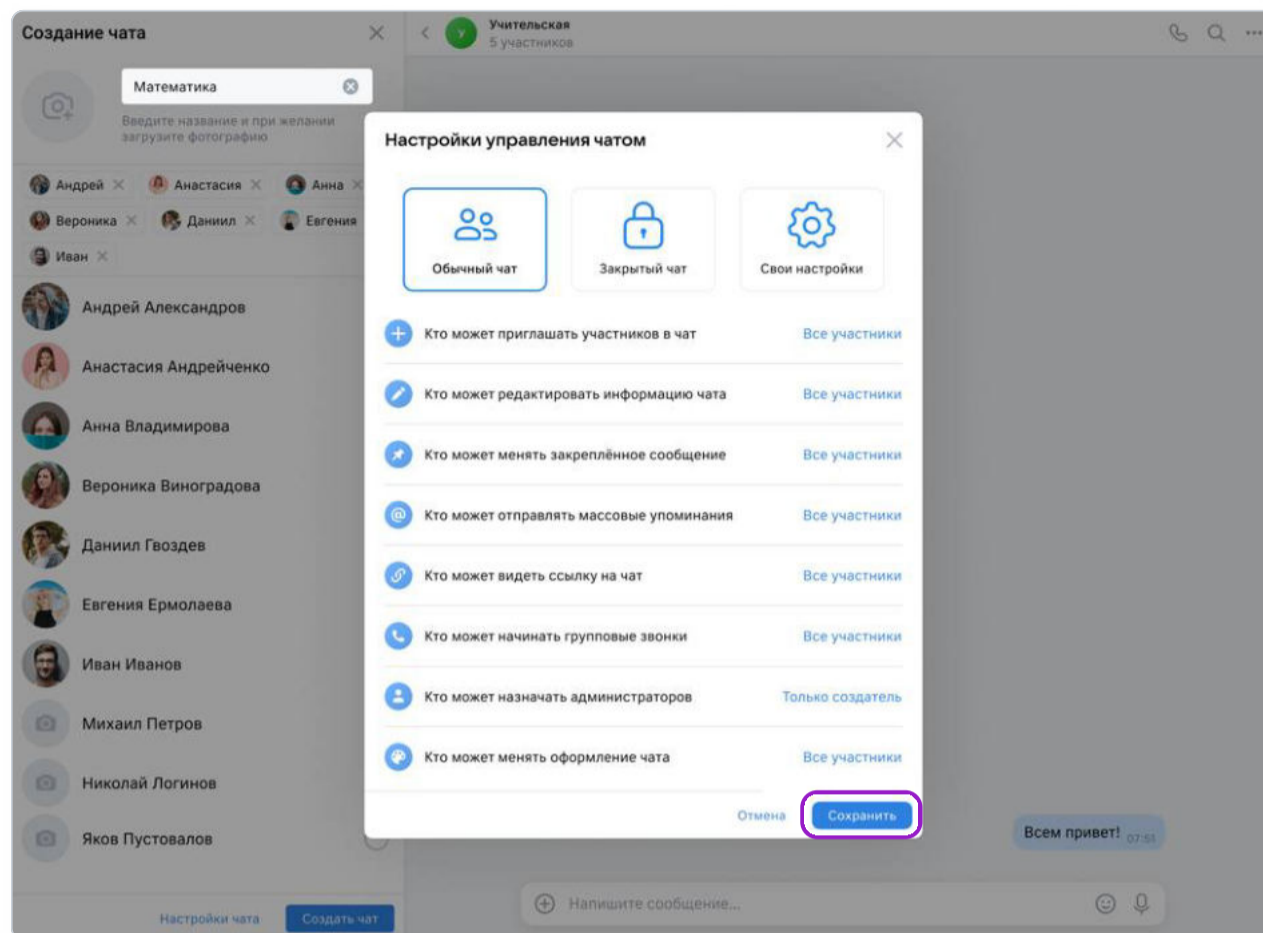 Создание чата
Математика
Введите название и при желании
загрузите фотографию
Андрей
Анастасия
Анна
Вероника
Даниил
Евгения
Иван
Андрей Александров
Анастасия Андрейченко
Анна Владимирова
Вероника Виноградова
Даниил Гвоздев
Евгения Ермолаева
Иван Иванов
Михаил Петров
Николай Логинов
Яков Пустовалов
Настройки чата
Создать чат
У
Учительская
5 участников
Настройки управления чатом
Обычный чат
Закрытый чат
Свои настройки
Кто может приглашать участников в чат Все участники
Кто может редактировать информацию чата Все участники
Кто может менять закреплённое сообщение Все участники
Кто может отправлять массовые упоминания Все участники
Кто может видеть ссылку на чат Все участники
Кто может начинать групповые звонки Все участники
Кто может назначать администраторов Только создатель
Кто может менять оформление чата Все участники
Отмена
Сохранить
Всем привет! 07:51
Напишите сообщение...